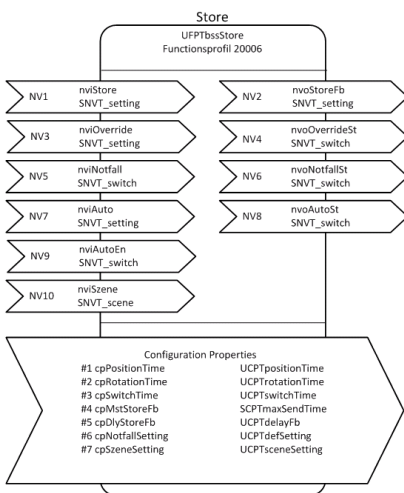 Store
UFPTbssStore
Functionsprofil 20006
NV1 nviStore
SNVT_setting
NV2 nvoStoreFb
SNVT_setting
NV3 nviOverride
SNVT_setting
NV4 nvoOverrideSt
SNVT_switch
NV5 nviNotfall
SNVT_switch
NV6 nvoNotfallSt
SNVT_switch
NV7 nviAuto
SNVT_setting
NV8 nvoAutoSt
SNVT_switch
NV9 nviAutoEn
SNVT_switch
NV10 nviSzene
SNVT_scene
Configuration Properties
#1 cpPositionTime UCPTpositionTime
#2 cpRotationTime UCPTrotationTime
#3 cpSwitchTime UCPTswitchTime
#4 cpMstStoreFb SCPTmaxSendTime
#5 cpDlyStoreFb UCPTdelayFb
#6 cpNotfallSetting UCPTdefSetting
#7 cpSzeneSetting UCPTsceneSetting